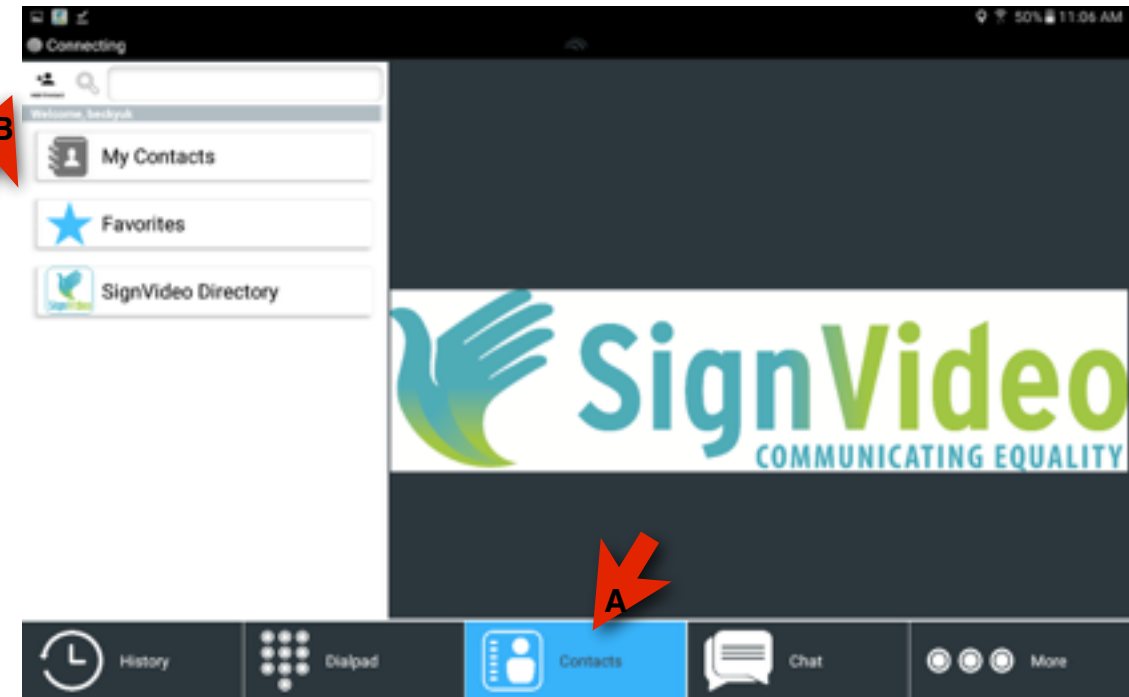 50% 11:06 AM
Connecting
Welcome, beckyuk
B
My Contacts
Favorites
SignVideo Directory
SignVideo
COMMUNICATING EQUALITY
A
History
Dialpad
Contacts
Chat
More